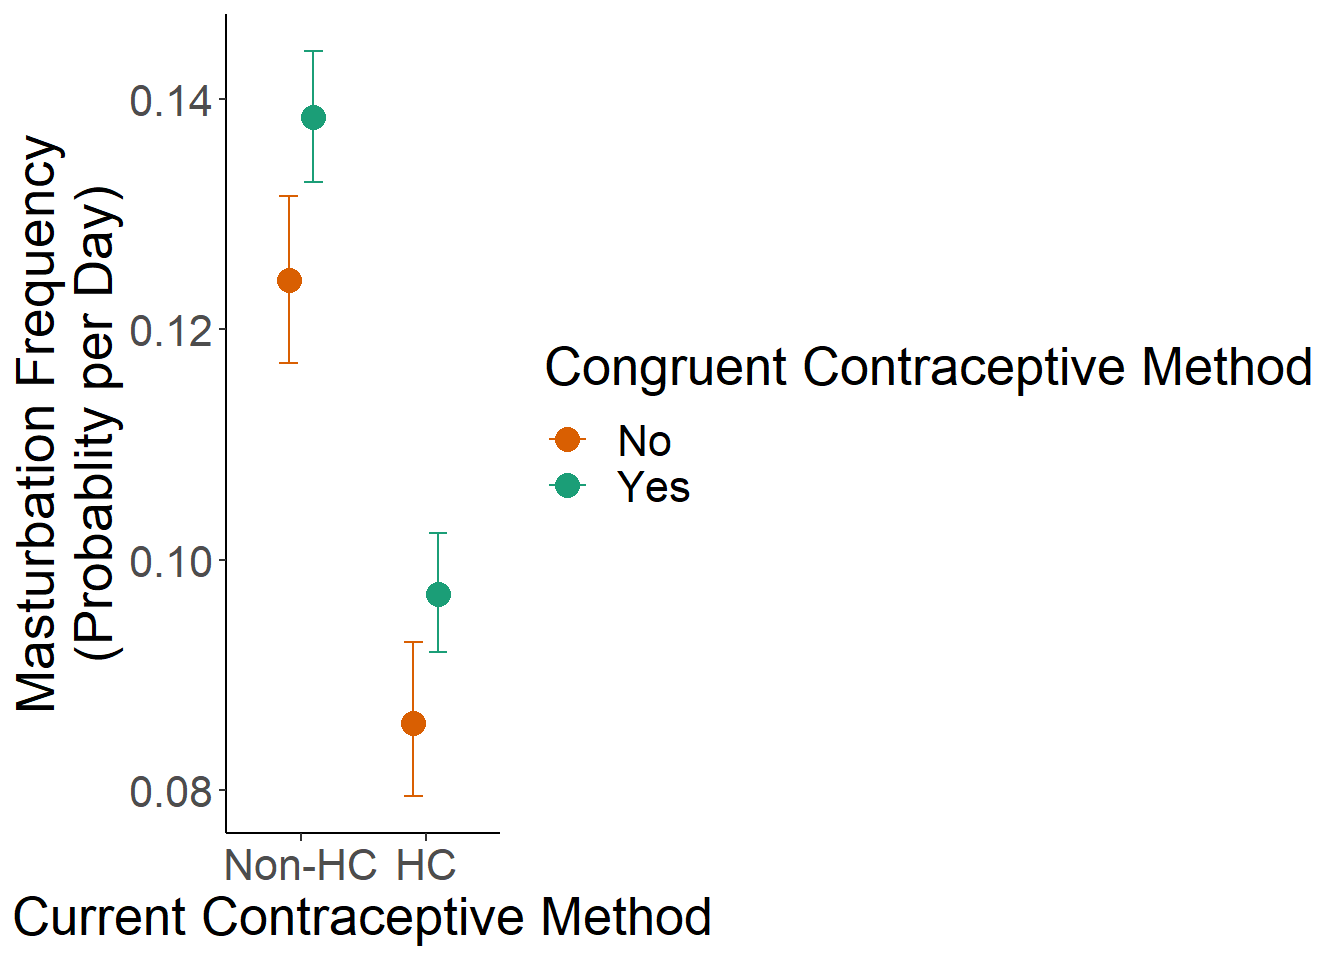 Masturbation Frequency
(Probablity per Day)
0.14
0.12
0.10
0.08
Non-HC HC
Current Contraceptive Method
Congruent Contraceptive Method
No
Yes